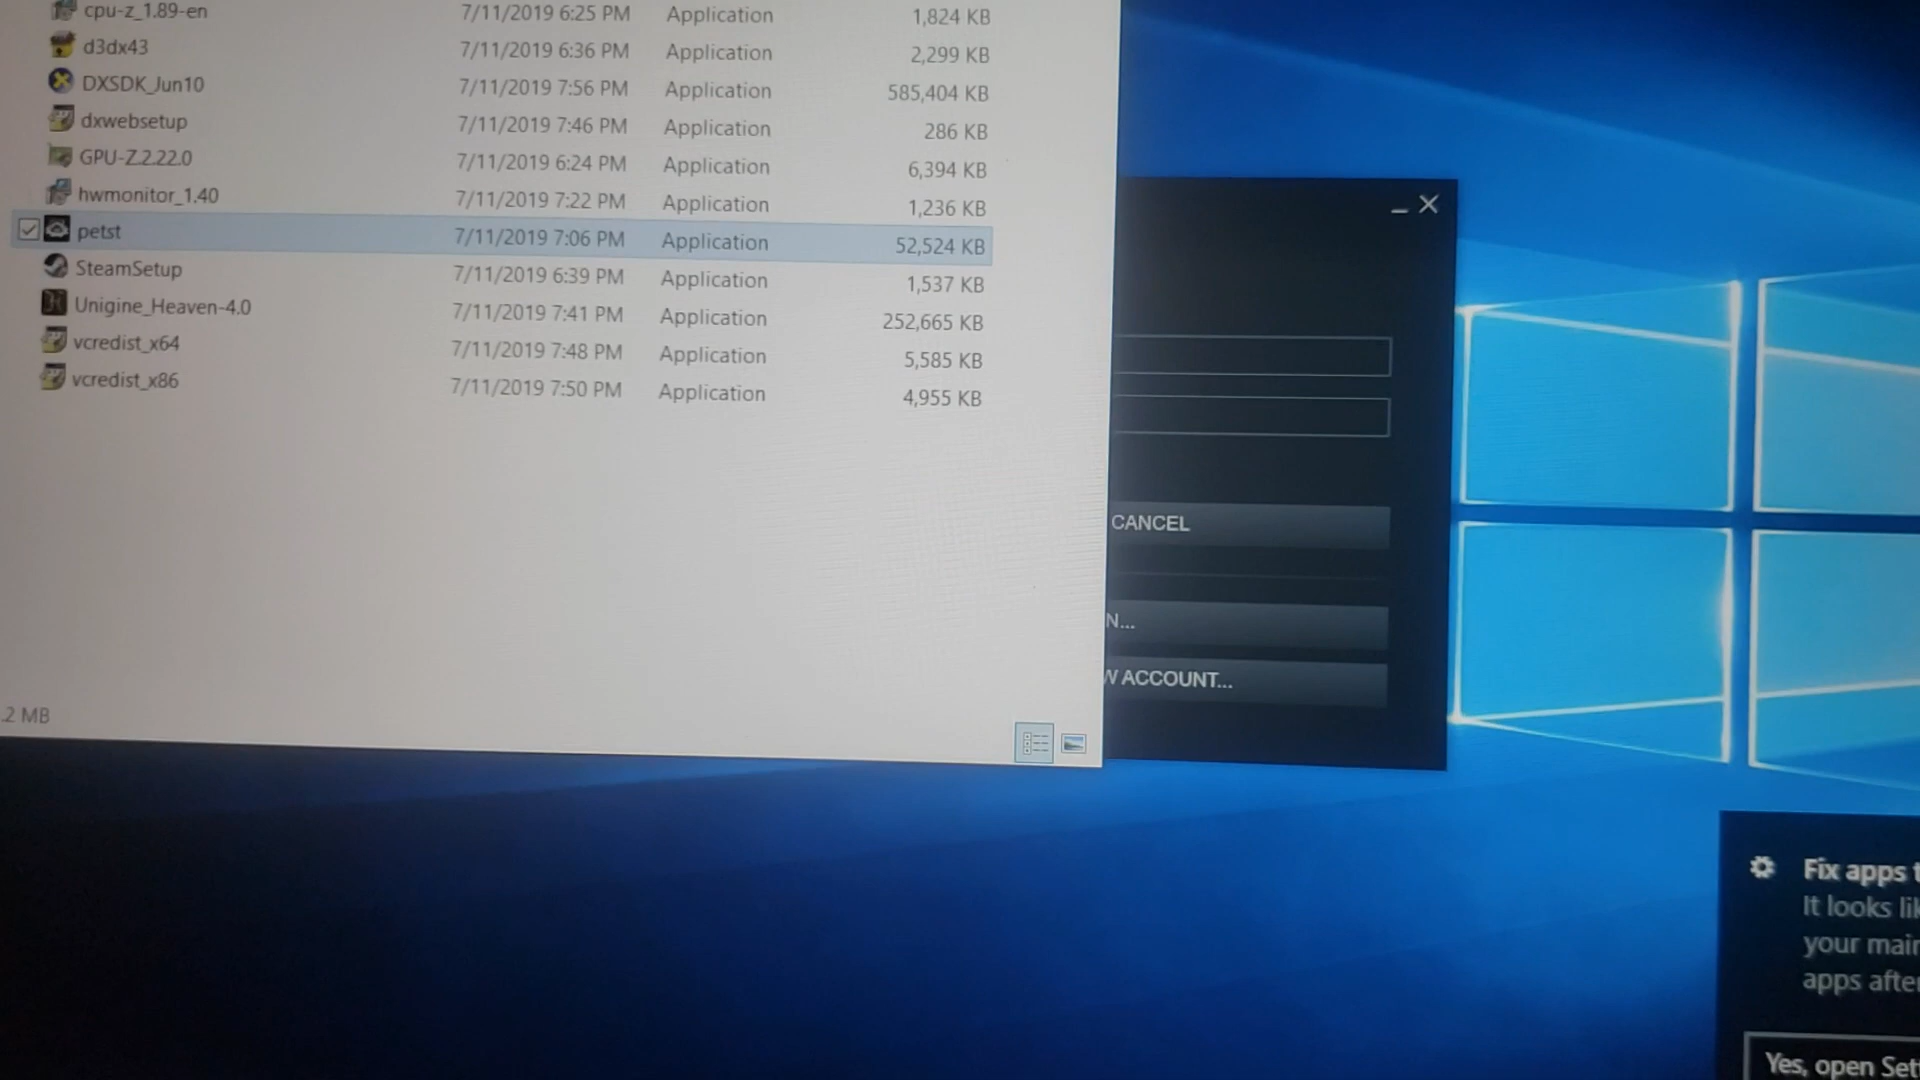 cpu-z_1.89-en 7/11/2019 6:25 PM Application 1,824 KB
d3dx43 7/11/2019 6:36 PM Application 2,299 KB
DXSDK_Jun10 7/11/2019 7:56 PM Application 585,404 KB
dxwebsetup 7/11/2019 7:46 PM Application 286 KB
GPU-Z.2.22.0 7/11/2019 6:24 PM Application 6,394 KB
hwmonitor_1.40 7/11/2019 7:22 PM Application 1,236 KB
petst 7/11/2019 7:06 PM Application 52,524 KB
SteamSetup 7/11/2019 6:39 PM Application 1,537 KB
Unigine_Heaven-4.0 7/11/2019 7:41 PM Application 252,665 KB
vcredist_x64 7/11/2019 7:48 PM Application 5,585 KB
vcredist_x86 7/11/2019 7:50 PM Application 4,955 KB
.2 MB
CANCEL
N...
W ACCOUNT...
Fix apps t
It looks lik
your main
apps after
Yes, open Set